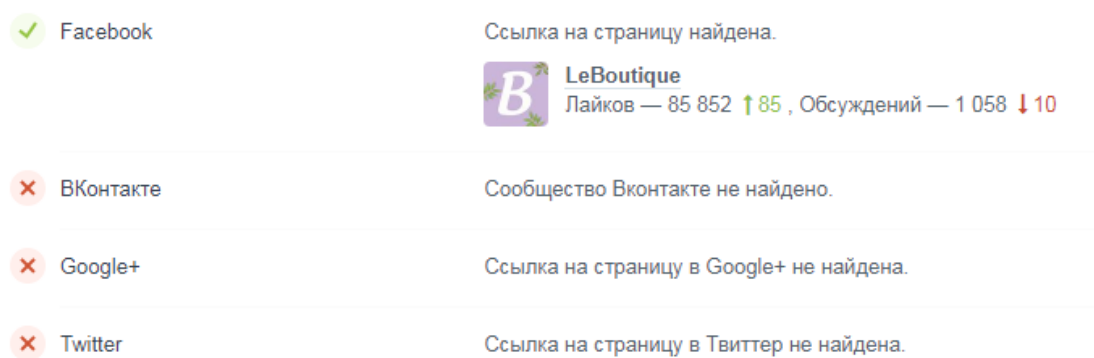 Facebook Ссылка на страницу найдена.
B
LeBoutique
Лайков — 85 852 ↑ 85 , Обсуждений — 1 058 ↓ 10
ВКонтакте Сообщество Вконтакте не найдено.
Google+ Ссылка на страницу в Google+ не найдена.
Twitter Ссылка на страницу в Твиттер не найдена.